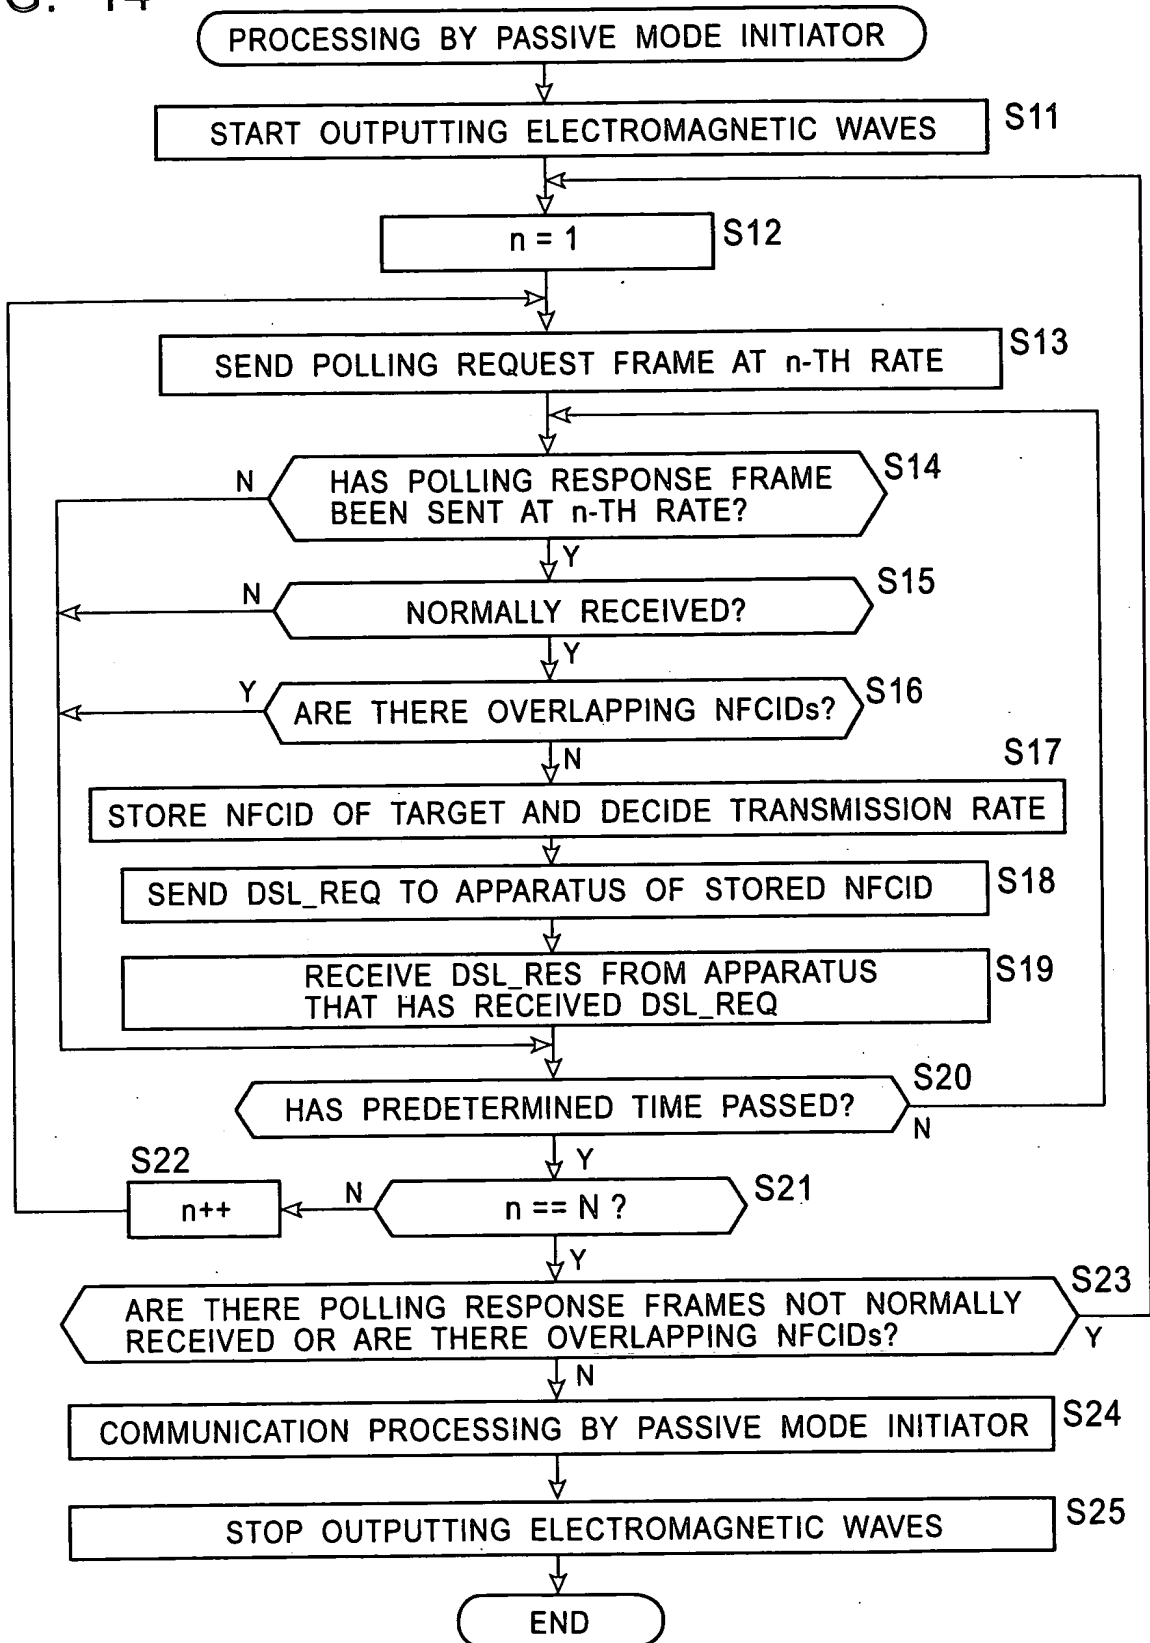 G. 14
PROCESSING BY PASSIVE MODE INITIATOR
START OUTPUTTING ELECTROMAGNETIC WAVES S11
n = 1 S12
SEND POLLING REQUEST FRAME AT n-TH RATE S13
N HAS POLLING RESPONSE FRAME S14
BEEN SENT AT n-TH RATE?
Y
N NORMALLY RECEIVED? S15
Y
Y ARE THERE OVERLAPPING NFCIDs? S16
N
S17
STORE NFCID OF TARGET AND DECIDE TRANSMISSION RATE
SEND DSL_REQ TO APPARATUS OF STORED NFCID S18
RECEIVE DSL_RES FROM APPARATUS S19
THAT HAS RECEIVED DSL_REQ
HAS PREDETERMINED TIME PASSED? S20
N
Y
S22
n++ N n == N ? S21
Y
ARE THERE POLLING RESPONSE FRAMES NOT NORMALLY S23
RECEIVED OR ARE THERE OVERLAPPING NFCIDs? Y
N
COMMUNICATION PROCESSING BY PASSIVE MODE INITIATOR S24
STOP OUTPUTTING ELECTROMAGNETIC WAVES S25
END